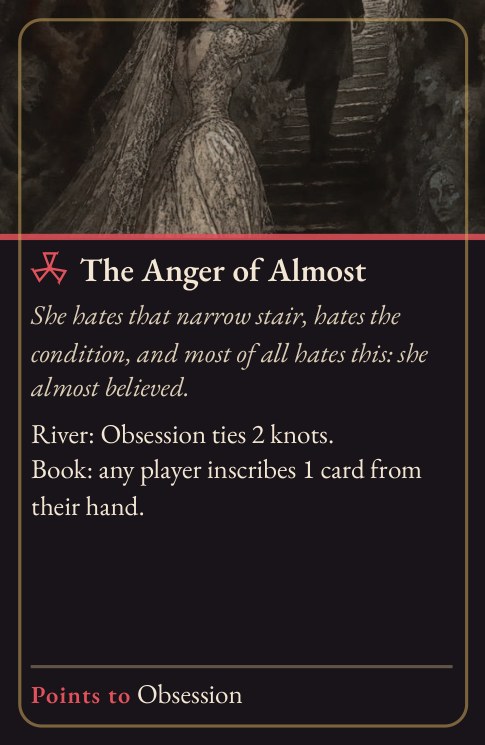 The Anger of Almost
She hates that narrow stair, hates the
condition, and most of all hates this: she
almost believed.
River: Obsession ties 2 knots.
Book: any player inscribes 1 card from
their hand.
Points to Obsession